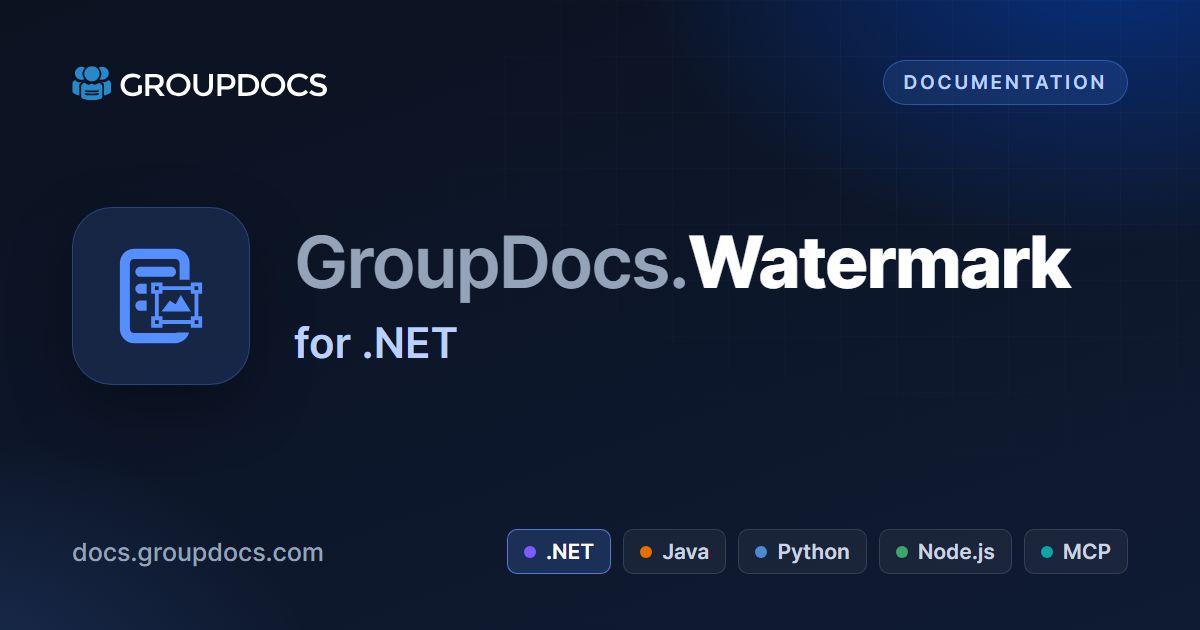 GROUPDOCS
DOCUMENTATION
GroupDocs.Watermark
for .NET
docs.groupdocs.com
.NET
Java
Python
Node.js
MCP